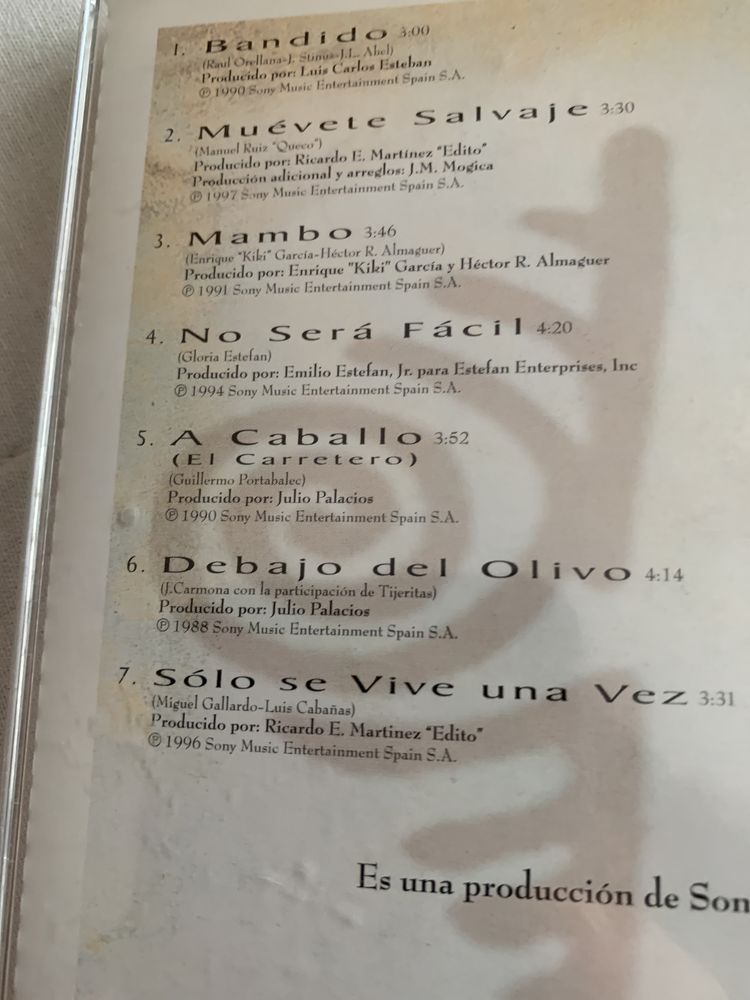 1. Bandido 3:00
(Raul Orellana-J. Stinus-J.L. Abel)
Producido por: Luis Carlos Esteban
℗ 1990 Sony Music Entertainment Spain S.A.
2. Muévete Salvaje 3:30
(Manuel Ruiz "Queco")
Producido por: Ricardo E. Martínez "Edito"
Producción adicional y arreglos: J.M. Mogica
℗ 1997 Sony Music Entertainment Spain S.A.
3. Mambo 3:46
(Enrique "Kiki" García-Héctor R. Almaguer)
Producido por: Enrique "Kiki" García y Héctor R. Almaguer
℗ 1991 Sony Music Entertainment Spain S.A.
4. No Será Fácil 4:20
(Gloria Estefan)
Producido por: Emilio Estefan, Jr. para Estefan Enterprises, Inc
℗ 1994 Sony Music Entertainment Spain S.A.
5. A Caballo 3:52
(El Carretero)
(Guillermo Portabalec)
Producido por: Julio Palacios
℗ 1990 Sony Music Entertainment Spain S.A.
6. Debajo del Olivo 4:14
(J.Carmona con la participación de Tijeritas)
Producido por: Julio Palacios
℗ 1988 Sony Music Entertainment Spain S.A.
7. Sólo se Vive una Vez 3:31
(Miguel Gallardo-Luis Cabañas)
Producido por: Ricardo E. Martinez "Edito"
℗ 1996 Sony Music Entertainment Spain S.A.
Es una producción de Son